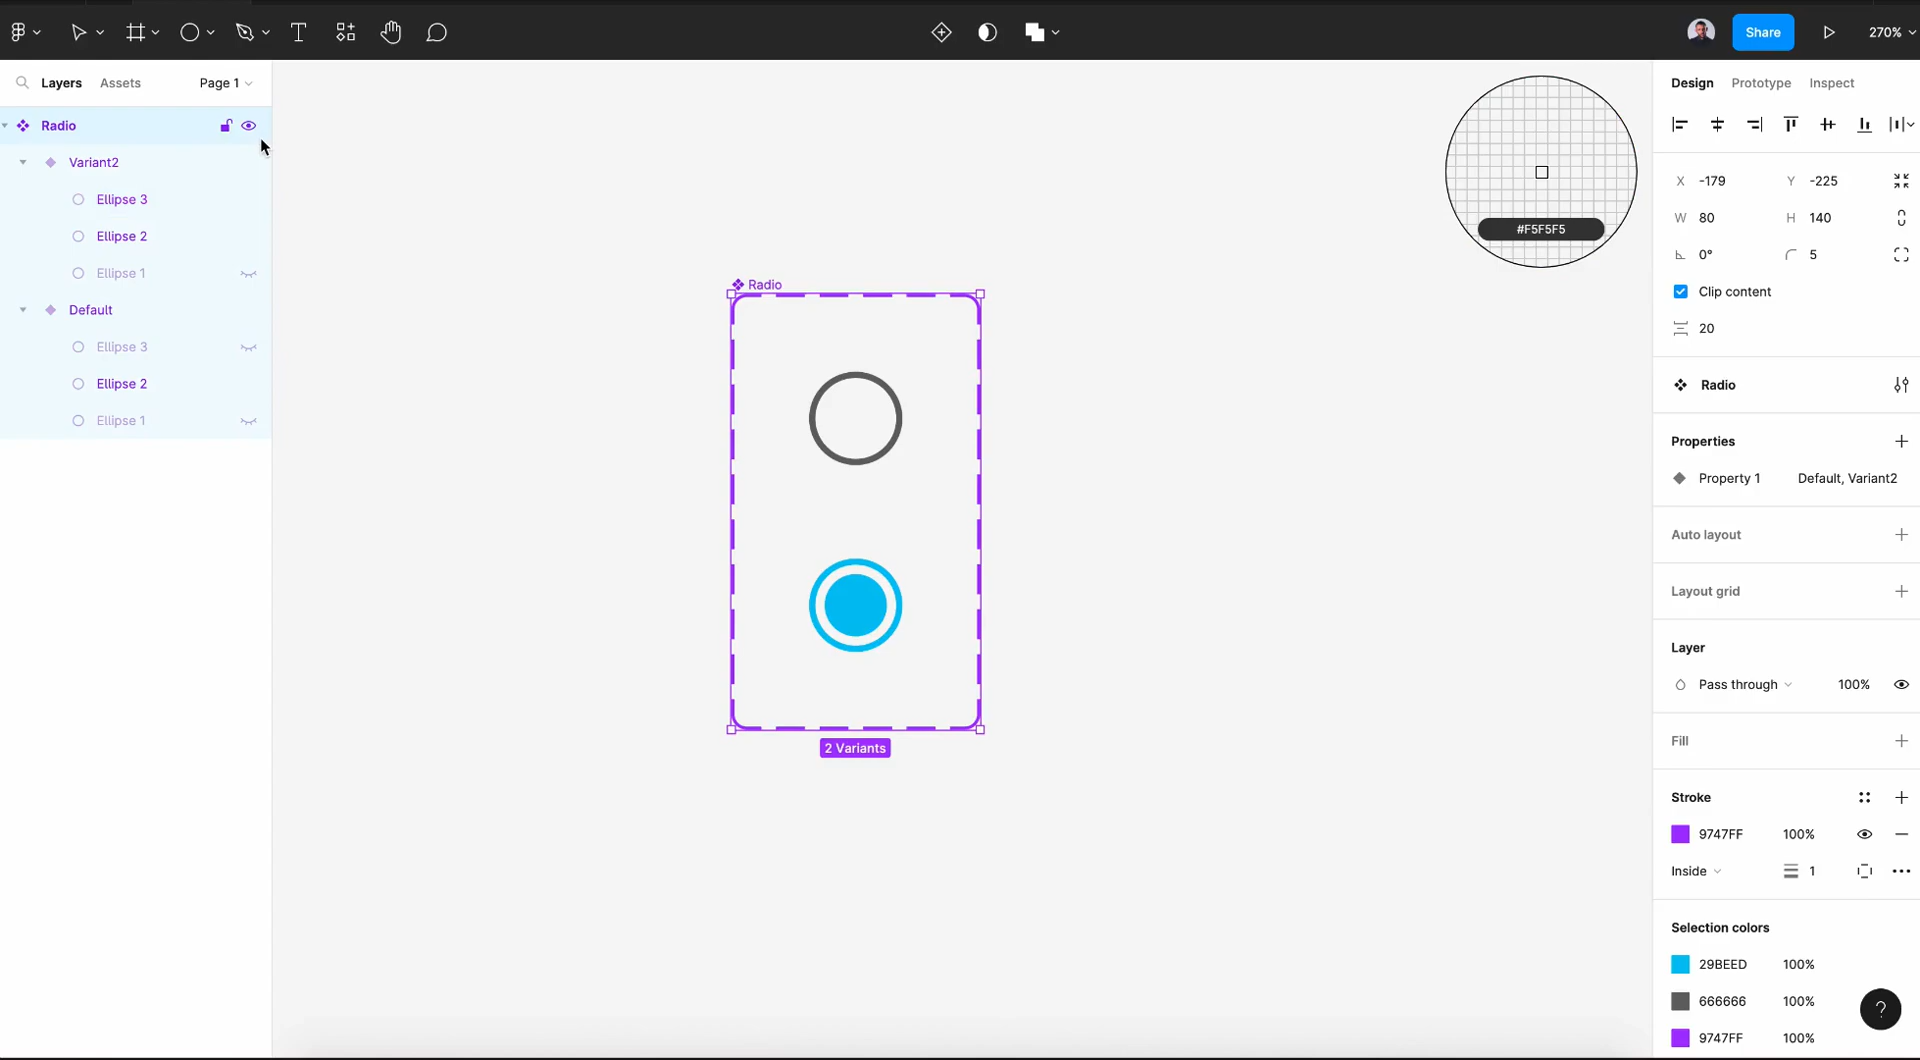 Share
270%
Layers
Assets
Page 1
Radio
Variant2
Ellipse 3
Ellipse 2
Ellipse 1
Default
Ellipse 3
Ellipse 2
Ellipse 1
Radio
2 Variants
#F5F5F5
Design
Prototype
Inspect
X -179
Y -225
W 80
H 140
0°
5
Clip content
20
Radio
Properties
Property 1
Default, Variant2
Auto layout
Layout grid
Layer
Pass through
100%
Fill
Stroke
9747FF
100%
Inside
1
Selection colors
29BEED
100%
666666
100%
9747FF
100%
?